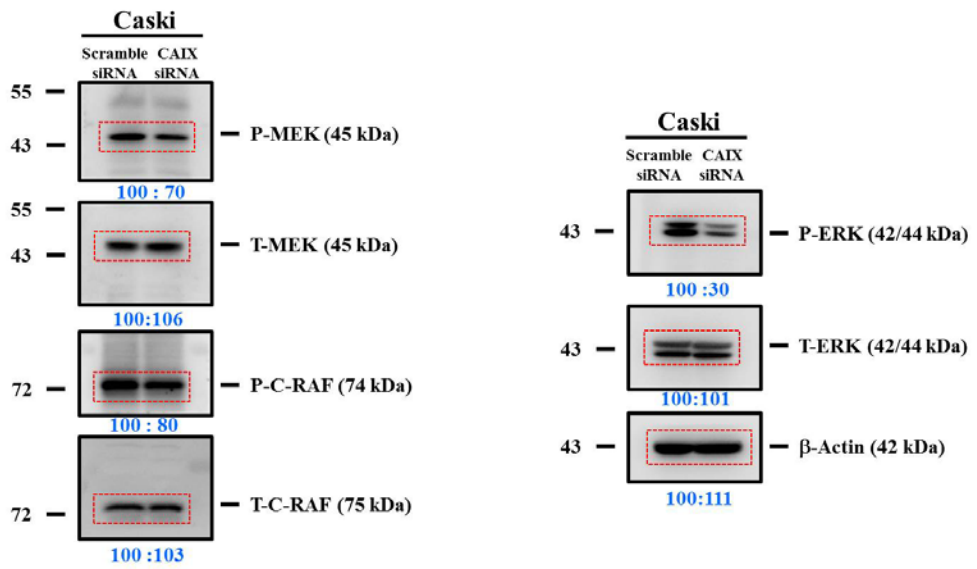 Caski
Scramble CAIX
siRNA siRNA
55
43
P-MEK (45 kDa)
100 : 70
55
43
T-MEK (45 kDa)
100:106
72
P-C-RAF (74 kDa)
100 : 80
72
T-C-RAF (75 kDa)
100 :103
Caski
Scramble CAIX
siRNA siRNA
43
P-ERK (42/44 kDa)
100 :30
43
T-ERK (42/44 kDa)
100:101
43
β-Actin (42 kDa)
100:111